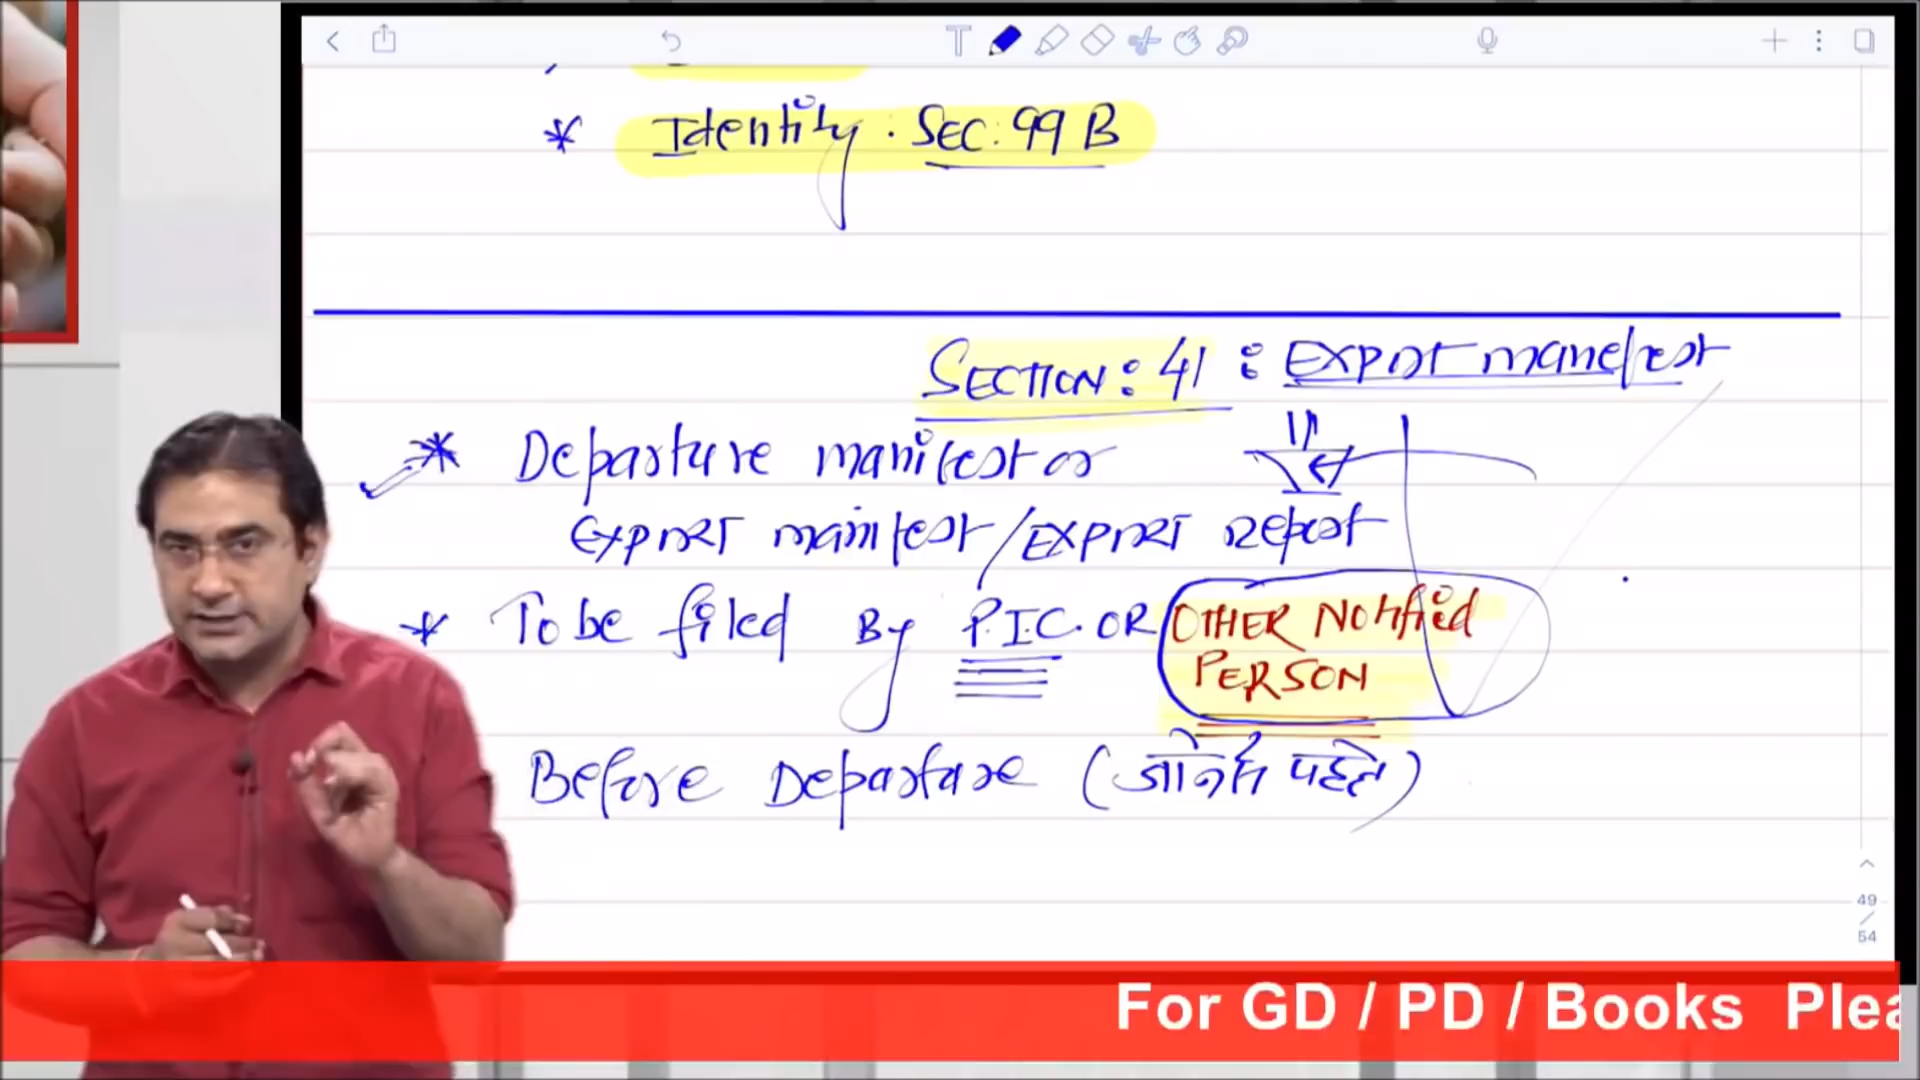 * Identity. SEC: 99 B
SECTION: 41 : EXPORT manefest
* Departure manifest or
EXPORT manifest/EXPORT report
* To be filed By P.I.C. OR OTHER Notified
PERSON
Before Departure (जाने से पहले)
49
/
54
For GD / PD / Books Plea